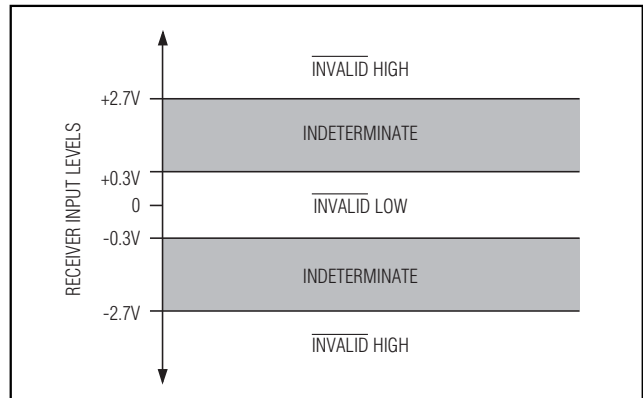 INVALID HIGH
+2.7V
INDETERMINATE
+0.3V
0
INVALID LOW
-0.3V
INDETERMINATE
-2.7V
INVALID HIGH
RECEIVER INPUT LEVELS